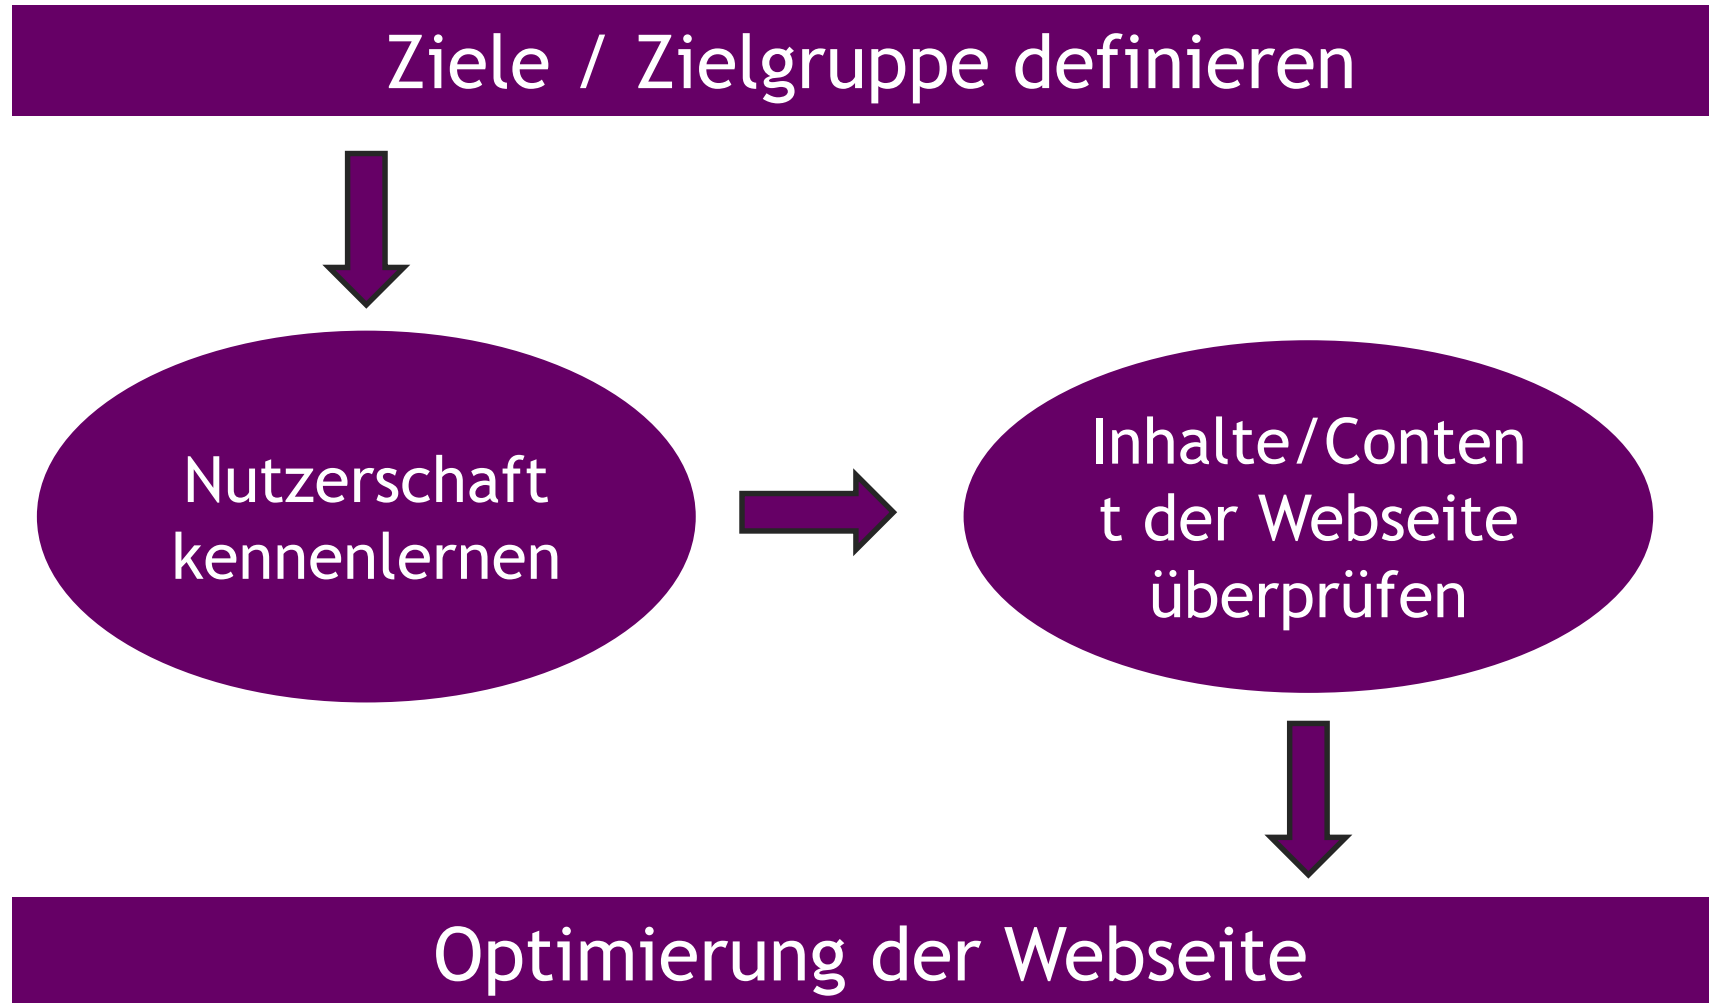 Ziele / Zielgruppe definieren
Nutzerschaft
kennenlernen
Inhalte/Conten
t der Webseite
überprüfen
Optimierung der Webseite